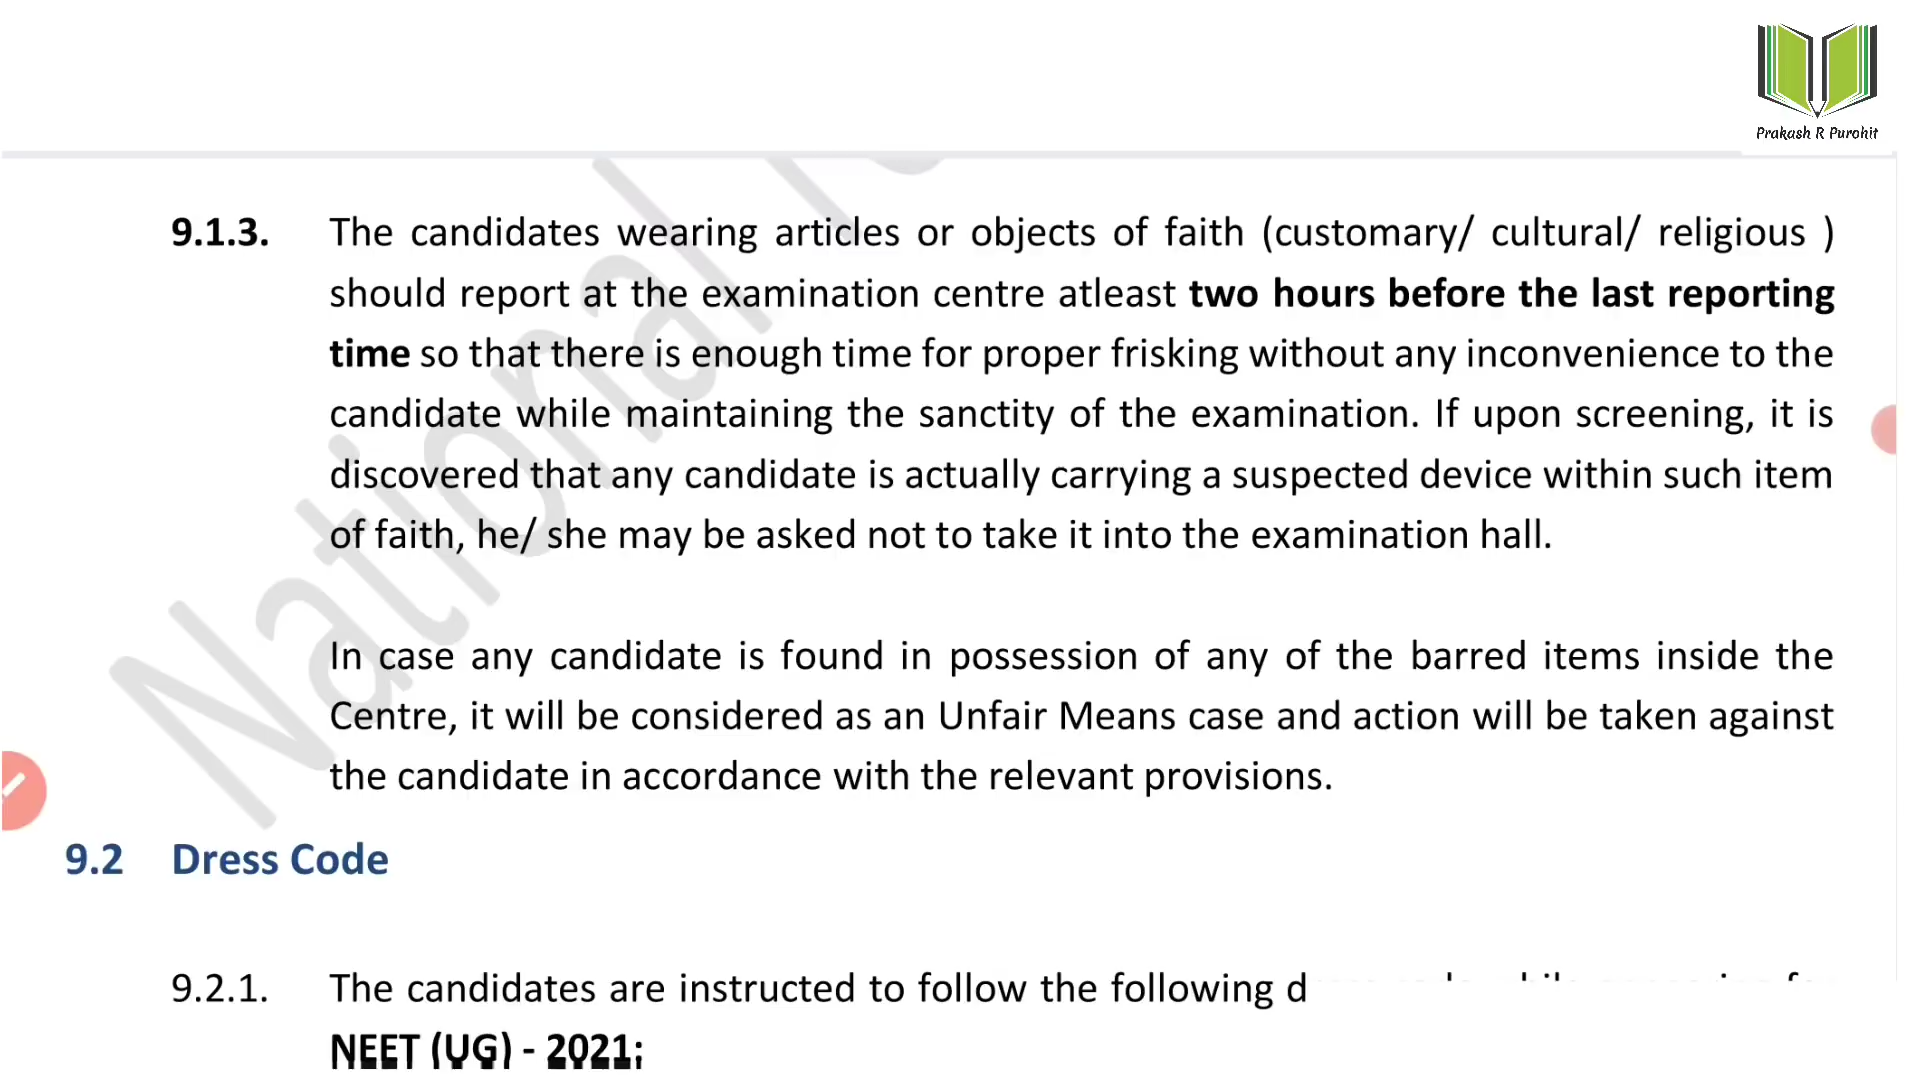 Prakash R Purohit
National
9.1.3. The candidates wearing articles or objects of faith (customary/ cultural/ religious )
should report at the examination centre atleast two hours before the last reporting
time so that there is enough time for proper frisking without any inconvenience to the
candidate while maintaining the sanctity of the examination. If upon screening, it is
discovered that any candidate is actually carrying a suspected device within such item
of faith, he/ she may be asked not to take it into the examination hall.
In case any candidate is found in possession of any of the barred items inside the
Centre, it will be considered as an Unfair Means case and action will be taken against
the candidate in accordance with the relevant provisions.
9.2 Dress Code
9.2.1. The candidates are instructed to follow the following d
NEET (UG) - 2021;